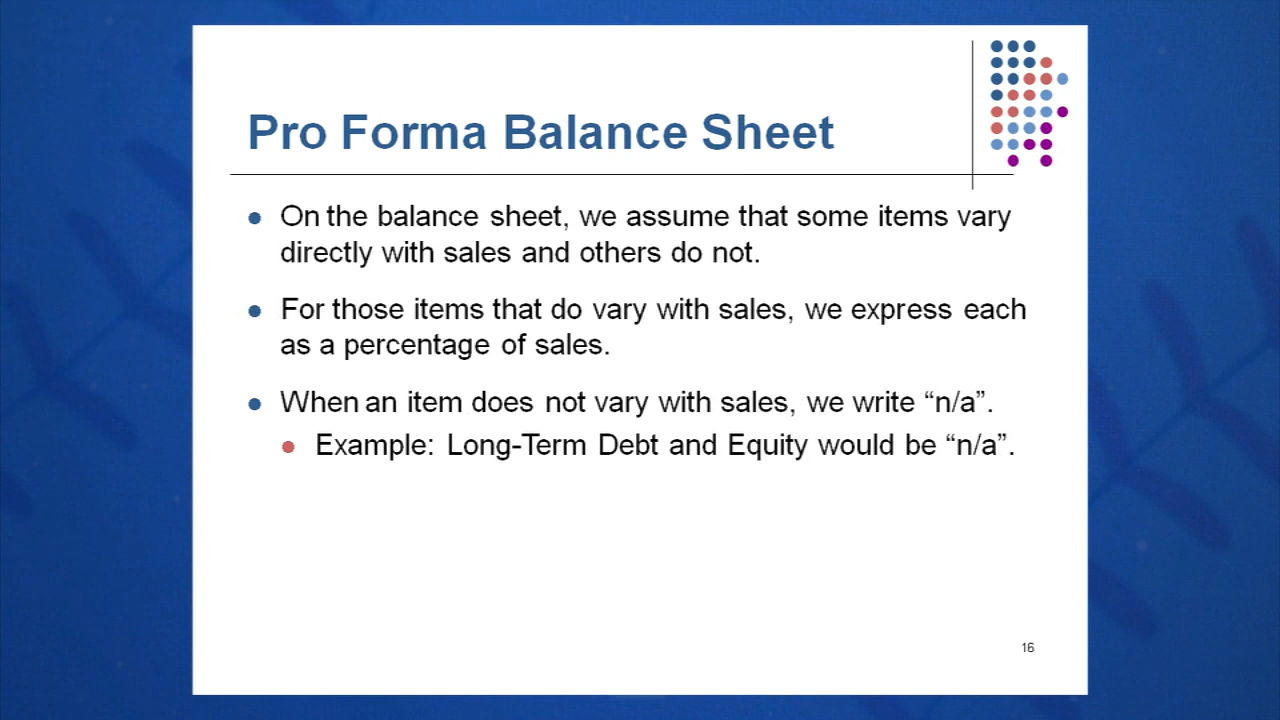 Pro Forma Balance Sheet
On the balance sheet, we assume that some items vary
directly with sales and others do not.
For those items that do vary with sales, we express each
as a percentage of sales.
When an item does not vary with sales, we write “n/a”.
Example: Long-Term Debt and Equity would be “n/a”.
16